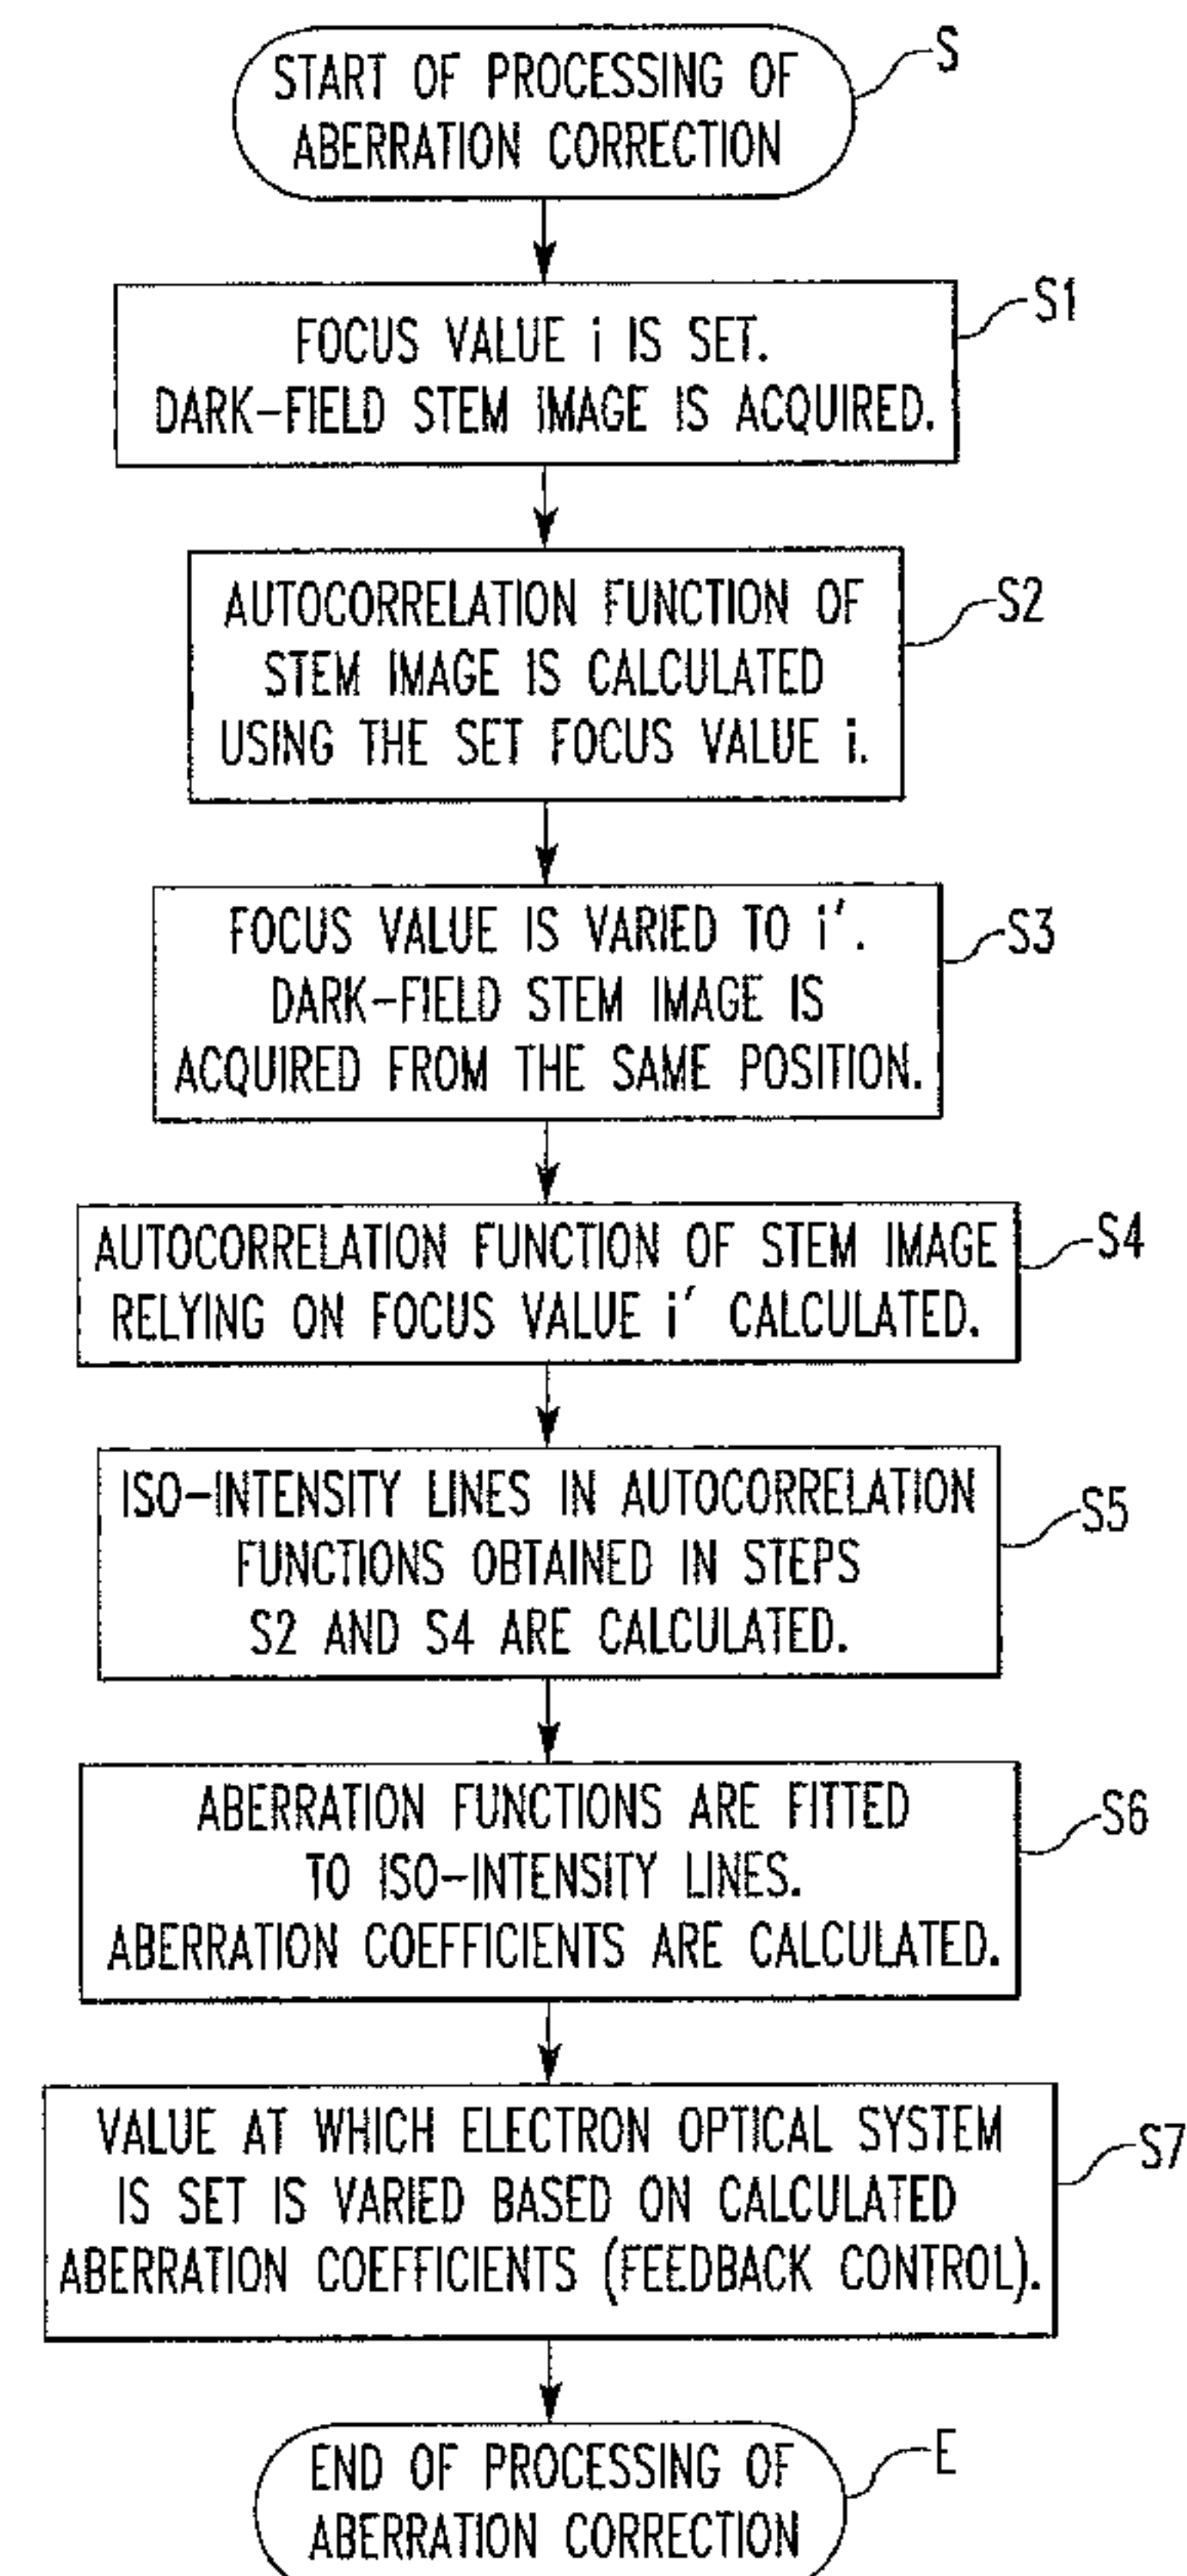 START OF PROCESSING OF
ABERRATION CORRECTION
S
FOCUS VALUE i IS SET.
DARK-FIELD STEM IMAGE IS ACQUIRED.
S1
AUTOCORRELATION FUNCTION OF
STEM IMAGE IS CALCULATED
USING THE SET FOCUS VALUE i.
S2
FOCUS VALUE IS VARIED TO i'.
DARK-FIELD STEM IMAGE IS
ACQUIRED FROM THE SAME POSITION.
S3
AUTOCORRELATION FUNCTION OF STEM IMAGE
RELYING ON FOCUS VALUE i' CALCULATED.
S4
ISO-INTENSITY LINES IN AUTOCORRELATION
FUNCTIONS OBTAINED IN STEPS
S2 AND S4 ARE CALCULATED.
S5
ABERRATION FUNCTIONS ARE FITTED
TO ISO-INTENSITY LINES.
ABERRATION COEFFICIENTS ARE CALCULATED.
S6
VALUE AT WHICH ELECTRON OPTICAL SYSTEM
IS SET IS VARIED BASED ON CALCULATED
ABERRATION COEFFICIENTS (FEEDBACK CONTROL).
S7
END OF PROCESSING OF
ABERRATION CORRECTION
E